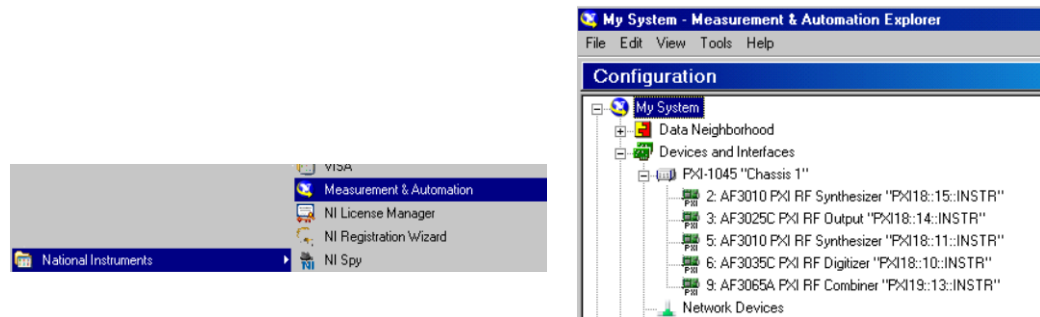 VISA
Measurement & Automation
NI License Manager
NI Registration Wizard
National Instruments
NI Spy
My System - Measurement & Automation Explorer
File Edit View Tools Help
Configuration
My System
Data Neighborhood
Devices and Interfaces
PXI-1045 "Chassis 1"
2: AF3010 PXI RF Synthesizer "PXI18::15::INSTR"
3: AF3025C PXI RF Output "PXI18::14::INSTR"
5: AF3010 PXI RF Synthesizer "PXI18::11::INSTR"
6: AF3035C PXI RF Digitizer "PXI18::10::INSTR"
9: AF3065A PXI RF Combiner "PXI19::13::INSTR"
Network Devices